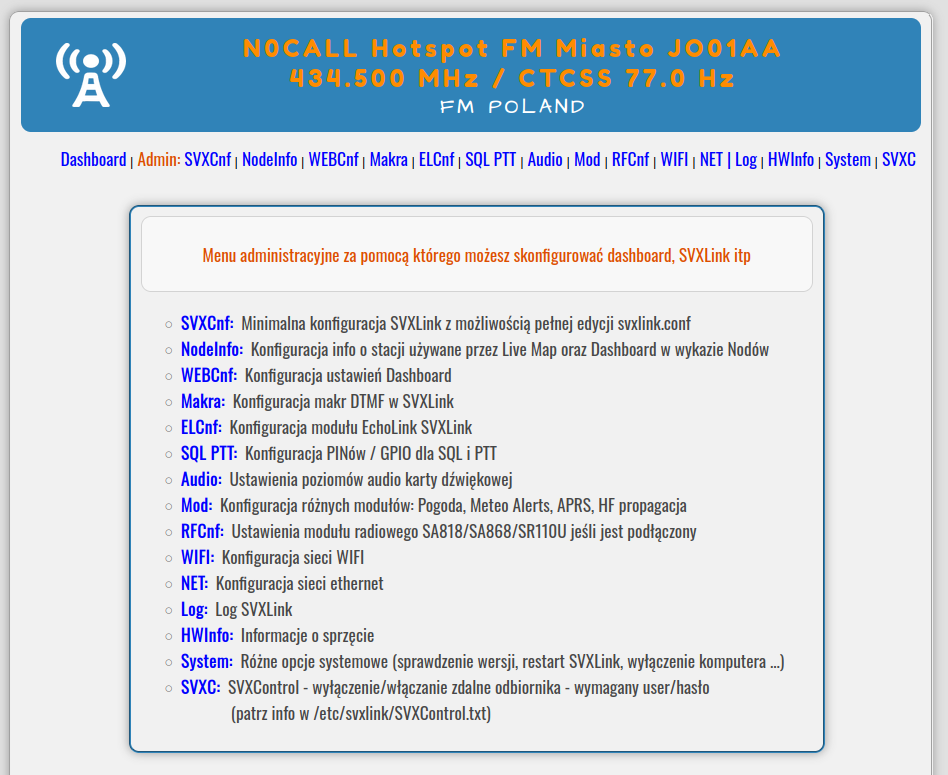 N0CALL Hotspot FM Miasto JO01AA
434.500 MHz / CTCSS 77.0 Hz
FM POLAND
Dashboard | Admin: SVXCnf | NodeInfo | WEBCnf | Makra | ELCnf | SQL PTT | Audio | Mod | RFCnf | WIFI | NET | Log | HWInfo | System | SVXC
Menu administracyjne za pomocą którego możesz skonfigurować dashboard, SVXLink itp
SVXCnf: Minimalna konfiguracja SVXLink z możliwością pełnej edycji svxlink.conf
NodeInfo: Konfiguracja info o stacji używane przez Live Map oraz Dashboard w wykazie Nodów
WEBCnf: Konfiguracja ustawień Dashboard
Makra: Konfiguracja makr DTMF w SVXLink
ELCnf: Konfiguracja modułu EchoLink SVXLink
SQL PTT: Konfiguracja PINów / GPIO dla SQL i PTT
Audio: Ustawienia poziomów audio karty dźwiękowej
Mod: Konfiguracja różnych modułów: Pogoda, Meteo Alerts, APRS, HF propagacja
RFCnf: Ustawienia modułu radiowego SA818/SA868/SR110U jeśli jest podłączony
WIFI: Konfiguracja sieci WIFI
NET: Konfiguracja sieci ethernet
Log: Log SVXLink
HWInfo: Informacje o sprzęcie
System: Różne opcje systemowe (sprawdzenie wersji, restart SVXLink, wyłączenie komputera ...)
SVXC: SVXControl - wyłączenie/włączanie zdalne odbiornika - wymagany user/hasło
(patrz info w /etc/svxlink/SVXControl.txt)